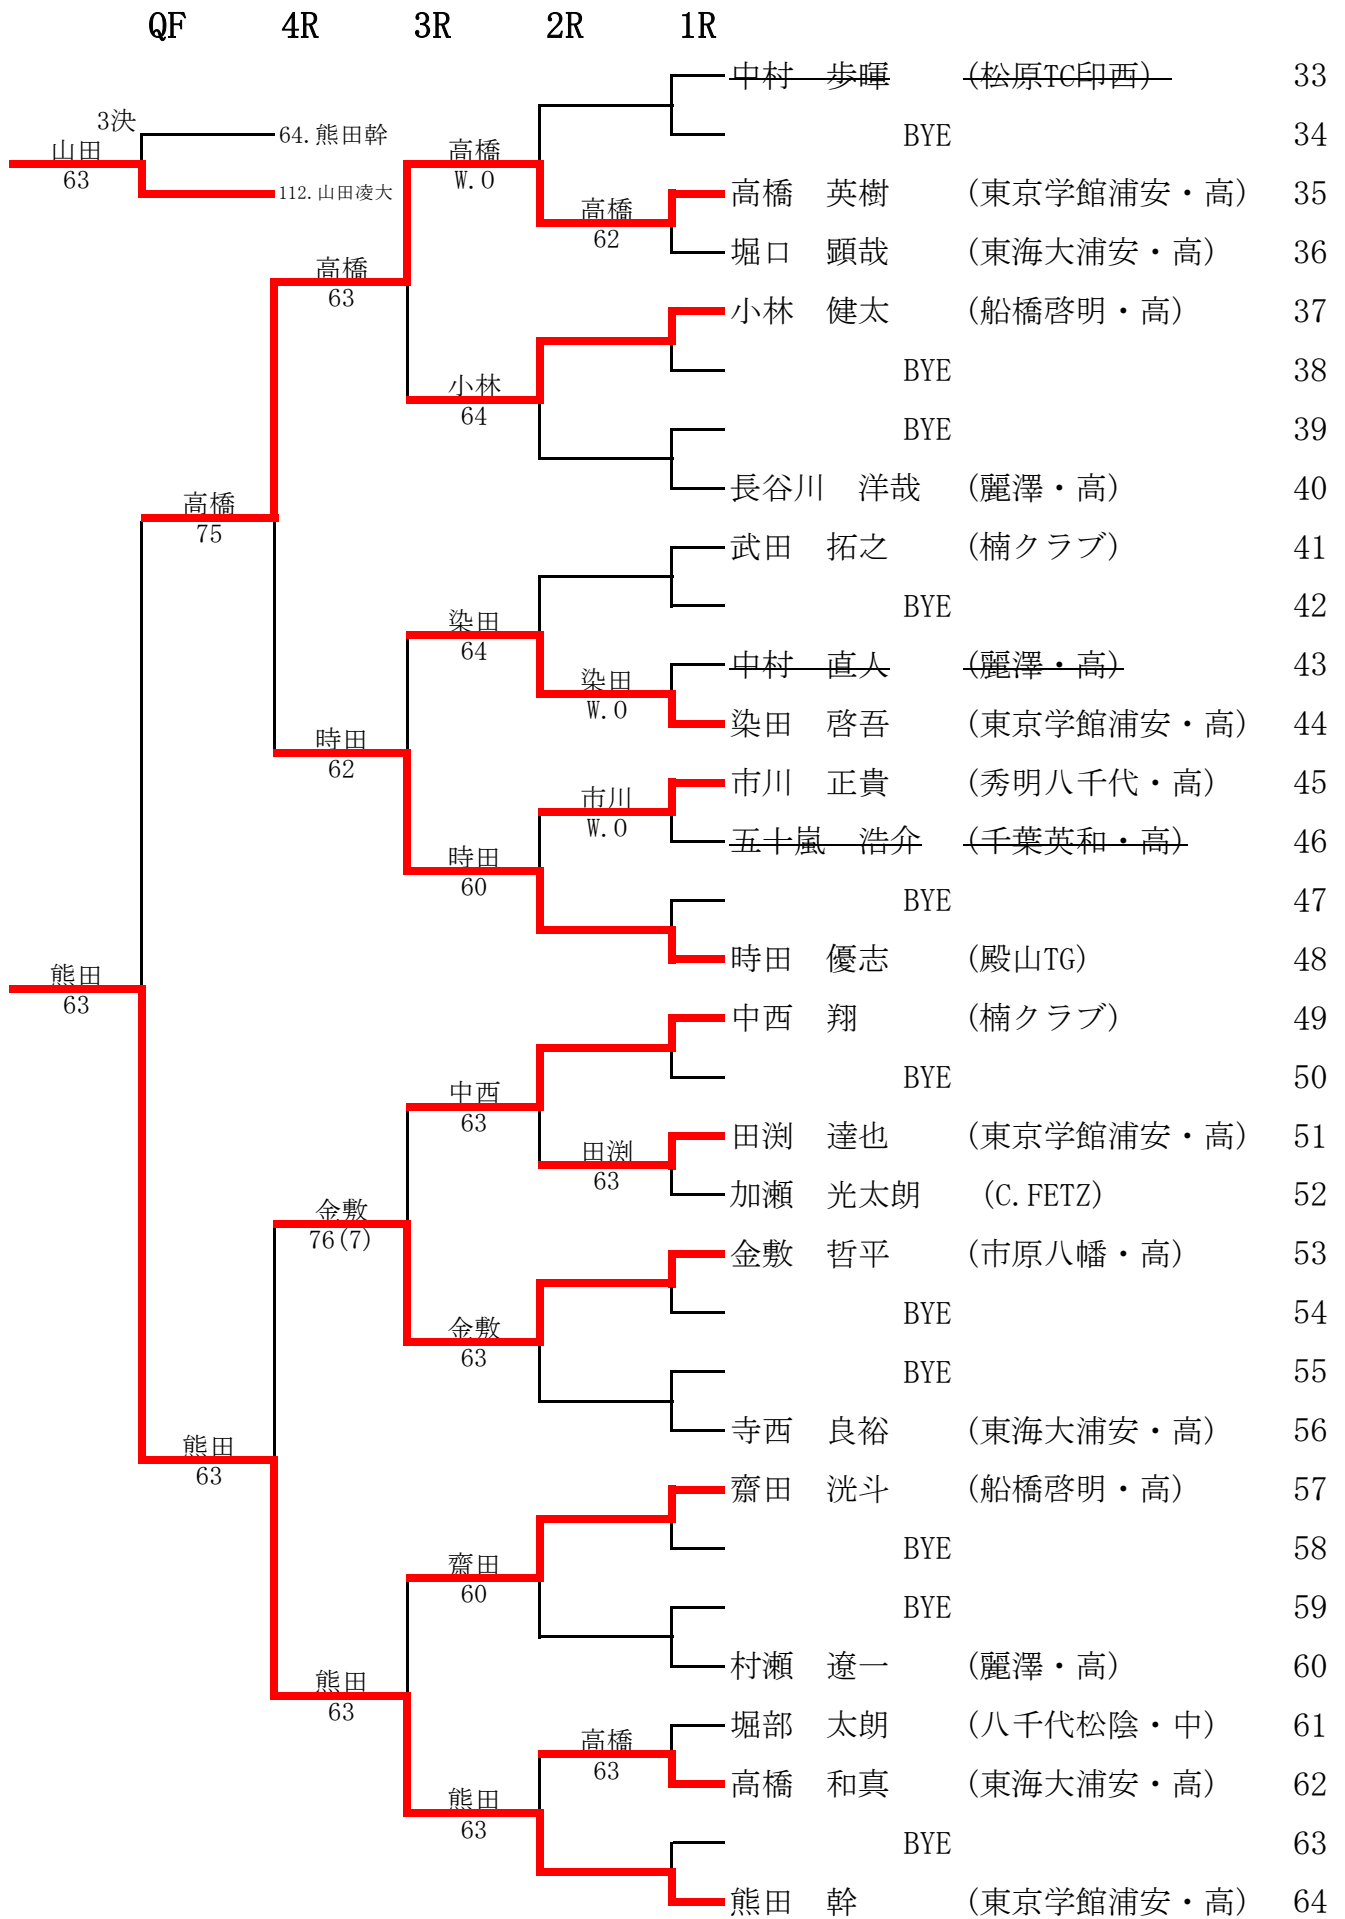 QF 4R 3R 2R 1R
中村 歩暉 (松原TC印西) 33
3決
64.熊田幹
BYE 34
山田
63
高橋
W.O
112.山田凌大
高橋 英樹 (東京学館浦安・高) 35
高橋
62
堀口 顕哉 (東海大浦安・高) 36
高橋
63
小林 健太 (船橋啓明・高) 37
BYE 38
小林
64
BYE 39
長谷川 洋哉 (麗澤・高) 40
高橋
75
武田 拓之 (楠クラブ) 41
BYE 42
染田
64
中村 直人 (麗澤・高) 43
染田
W.O
染田 啓吾 (東京学館浦安・高) 44
時田
62
市川 正貴 (秀明八千代・高) 45
市川
W.O
五十嵐 浩介 (千葉英和・高) 46
時田
60
BYE 47
時田 優志 (殿山TG) 48
熊田
63
中西 翔 (楠クラブ) 49
BYE 50
中西
63
田渕 達也 (東京学館浦安・高) 51
田渕
63
加瀬 光太朗 (C.FETZ) 52
金敷
76(7)
金敷 哲平 (市原八幡・高) 53
BYE 54
金敷
63
BYE 55
寺西 良裕 (東海大浦安・高) 56
熊田
63
齋田 洸斗 (船橋啓明・高) 57
BYE 58
齋田
60
BYE 59
村瀬 遼一 (麗澤・高) 60
熊田
63
堀部 太朗 (八千代松陰・中) 61
高橋
63
高橋 和真 (東海大浦安・高) 62
熊田
63
BYE 63
熊田 幹 (東京学館浦安・高) 64